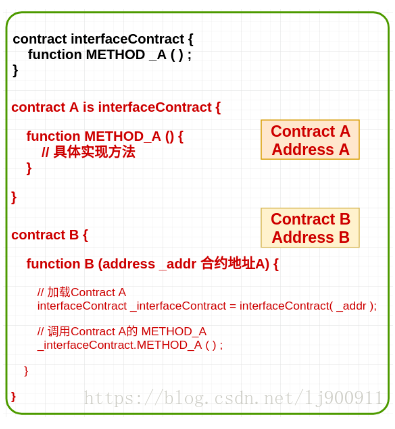 contract interfaceContract {
function METHOD _A ( ) ;
}
contract A is interfaceContract {
function METHOD_A () {
// 具体实现方法
}
}
Contract A
Address A
contract B {
Contract B
Address B
function B (address _addr 合约地址A) {
// 加载Contract A
interfaceContract _interfaceContract = interfaceContract( _addr );
// 调用Contract A的 METHOD_A
_interfaceContract.METHOD_A ( ) ;
}
}
https://blog.csdn.net/lj900911